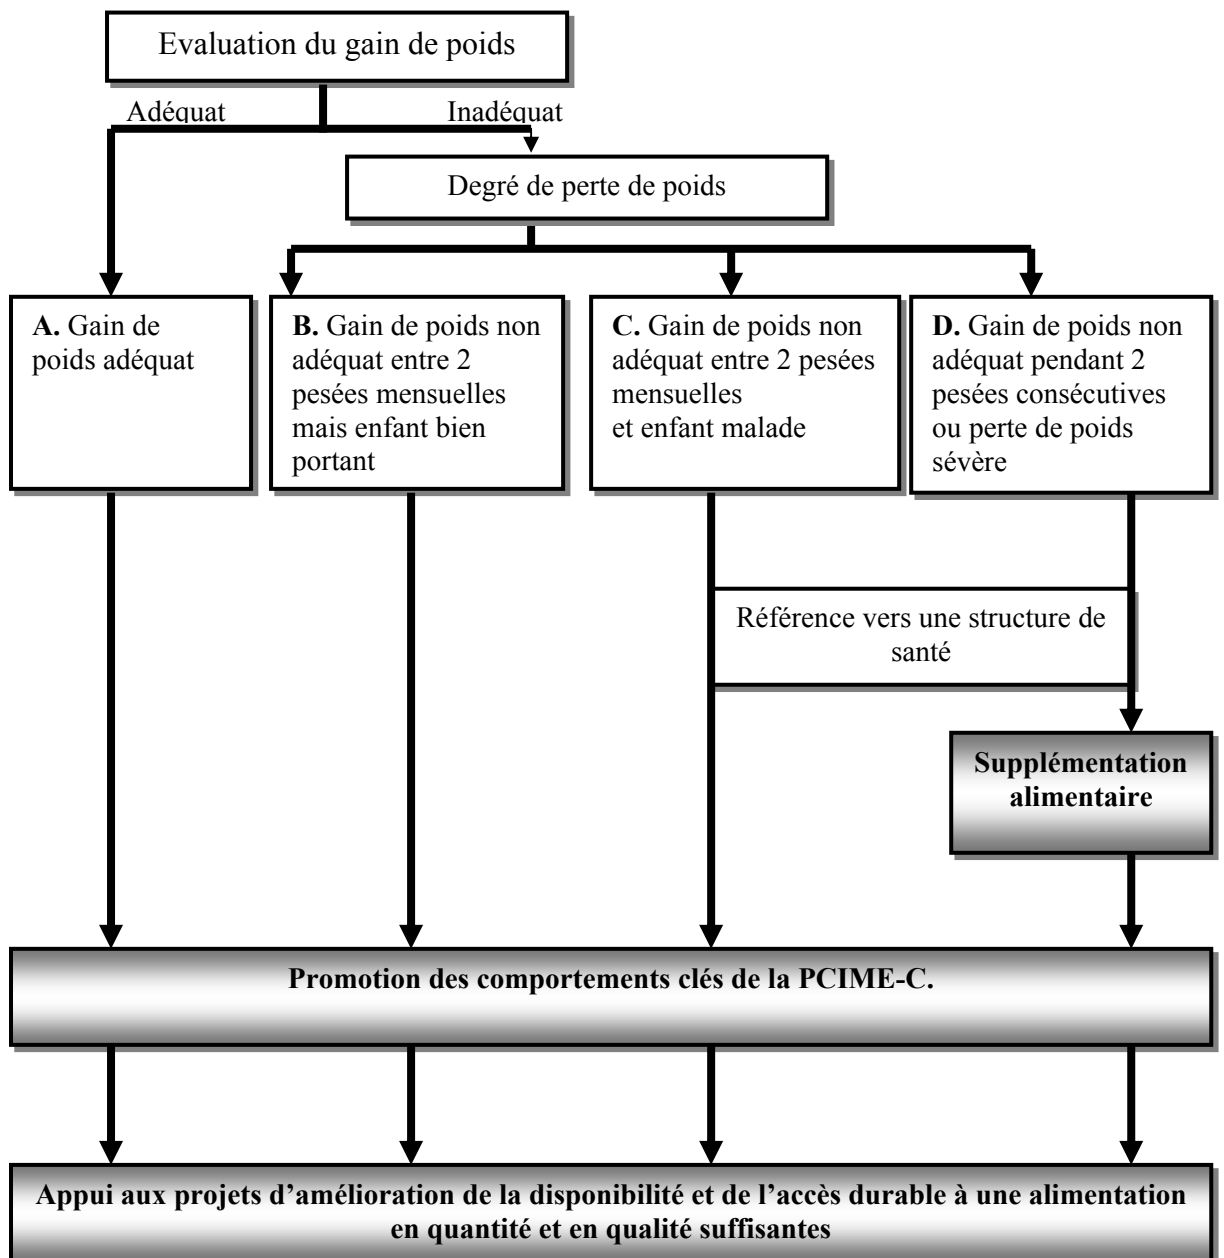 Evaluation du gain de poids
Adéquat
Inadéquat
Degré de perte de poids
A. Gain de
poids adéquat
B. Gain de poids non
adéquat entre 2
pesées mensuelles
mais enfant bien
portant
C. Gain de poids non
adéquat entre 2 pesées
mensuelles
et enfant malade
D. Gain de poids non
adéquat pendant 2
pesées consécutives
ou perte de poids
sévère
Référence vers une structure de
santé
Supplémentation
alimentaire
Promotion des comportements clés de la PCIME-C.
Appui aux projets d’amélioration de la disponibilité et de l’accès durable à une alimentation
en quantité et en qualité suffisantes